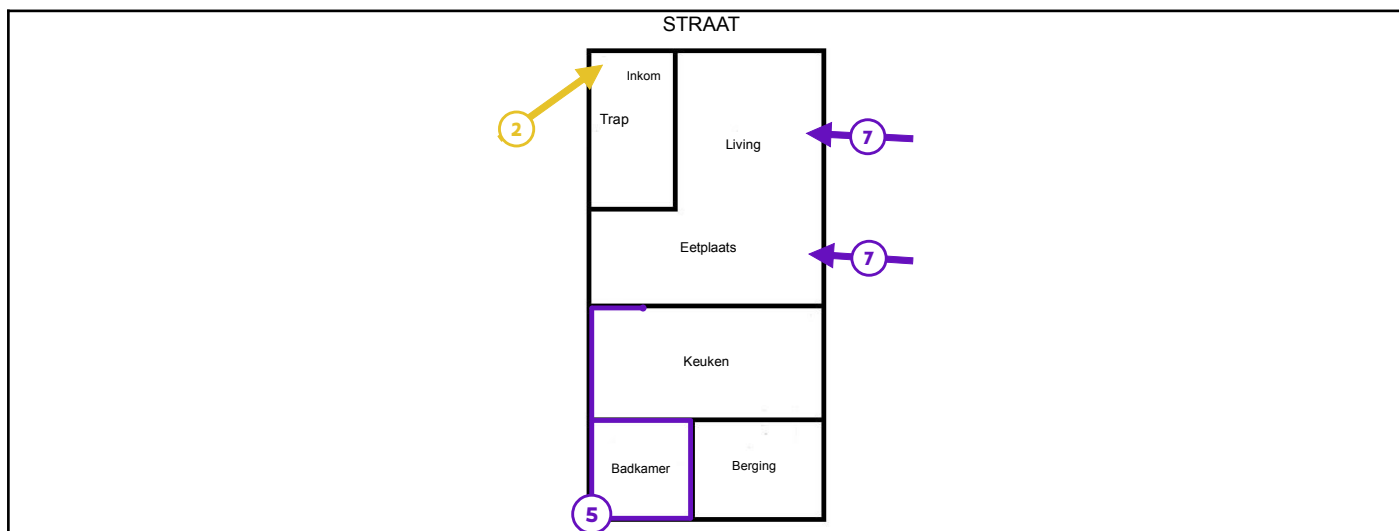 STRAAT
Inkom
Trap
2
Living
7
Eetplaats
7
Keuken
Badkamer
Berging
5